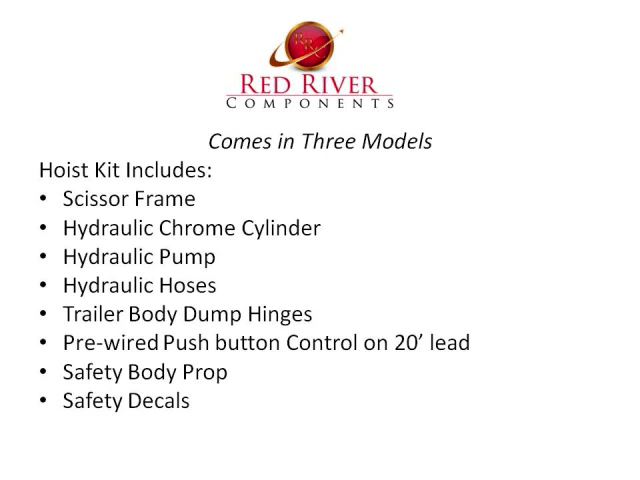 RRC
RED RIVER
COMPONENTS
Comes in Three Models
Hoist Kit Includes:
• Scissor Frame
• Hydraulic Chrome Cylinder
• Hydraulic Pump
• Hydraulic Hoses
• Trailer Body Dump Hinges
• Pre-wired Push button Control on 20’ lead
• Safety Body Prop
• Safety Decals